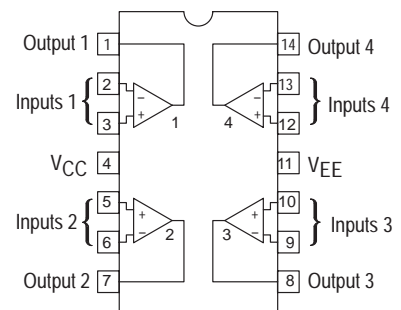 Output 1 1 14 Output 4
Inputs 1 { 2 − − 13 } Inputs 4
3 + 1 4 + 12
VCC 4 11 VEE
Inputs 2 { 5 + + 10 } Inputs 3
6 − 2 3 − 9
Output 2 7 8 Output 3